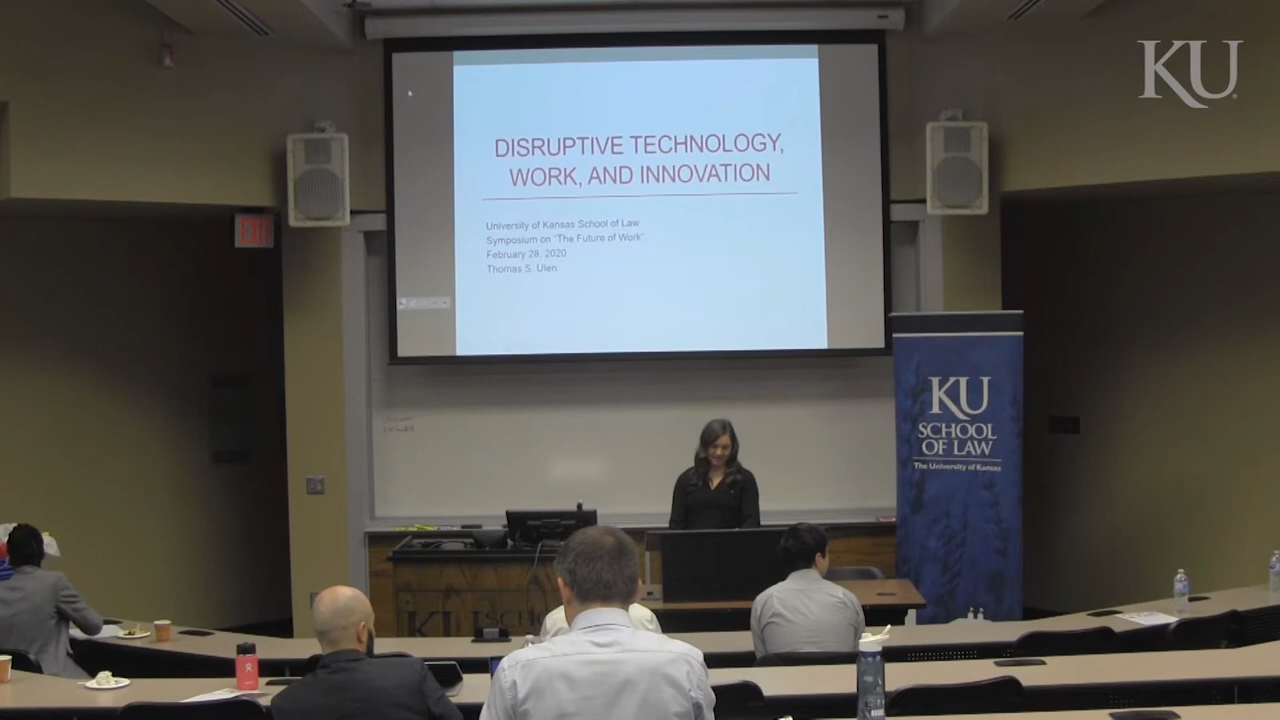 KU
DISRUPTIVE TECHNOLOGY,
WORK, AND INNOVATION
University of Kansas School of Law
Symposium on "The Future of Work"
February 28, 2020
Thomas S. Ulen
EXIT
KU
SCHOOL
OF LAW
The University of Kansas
KU